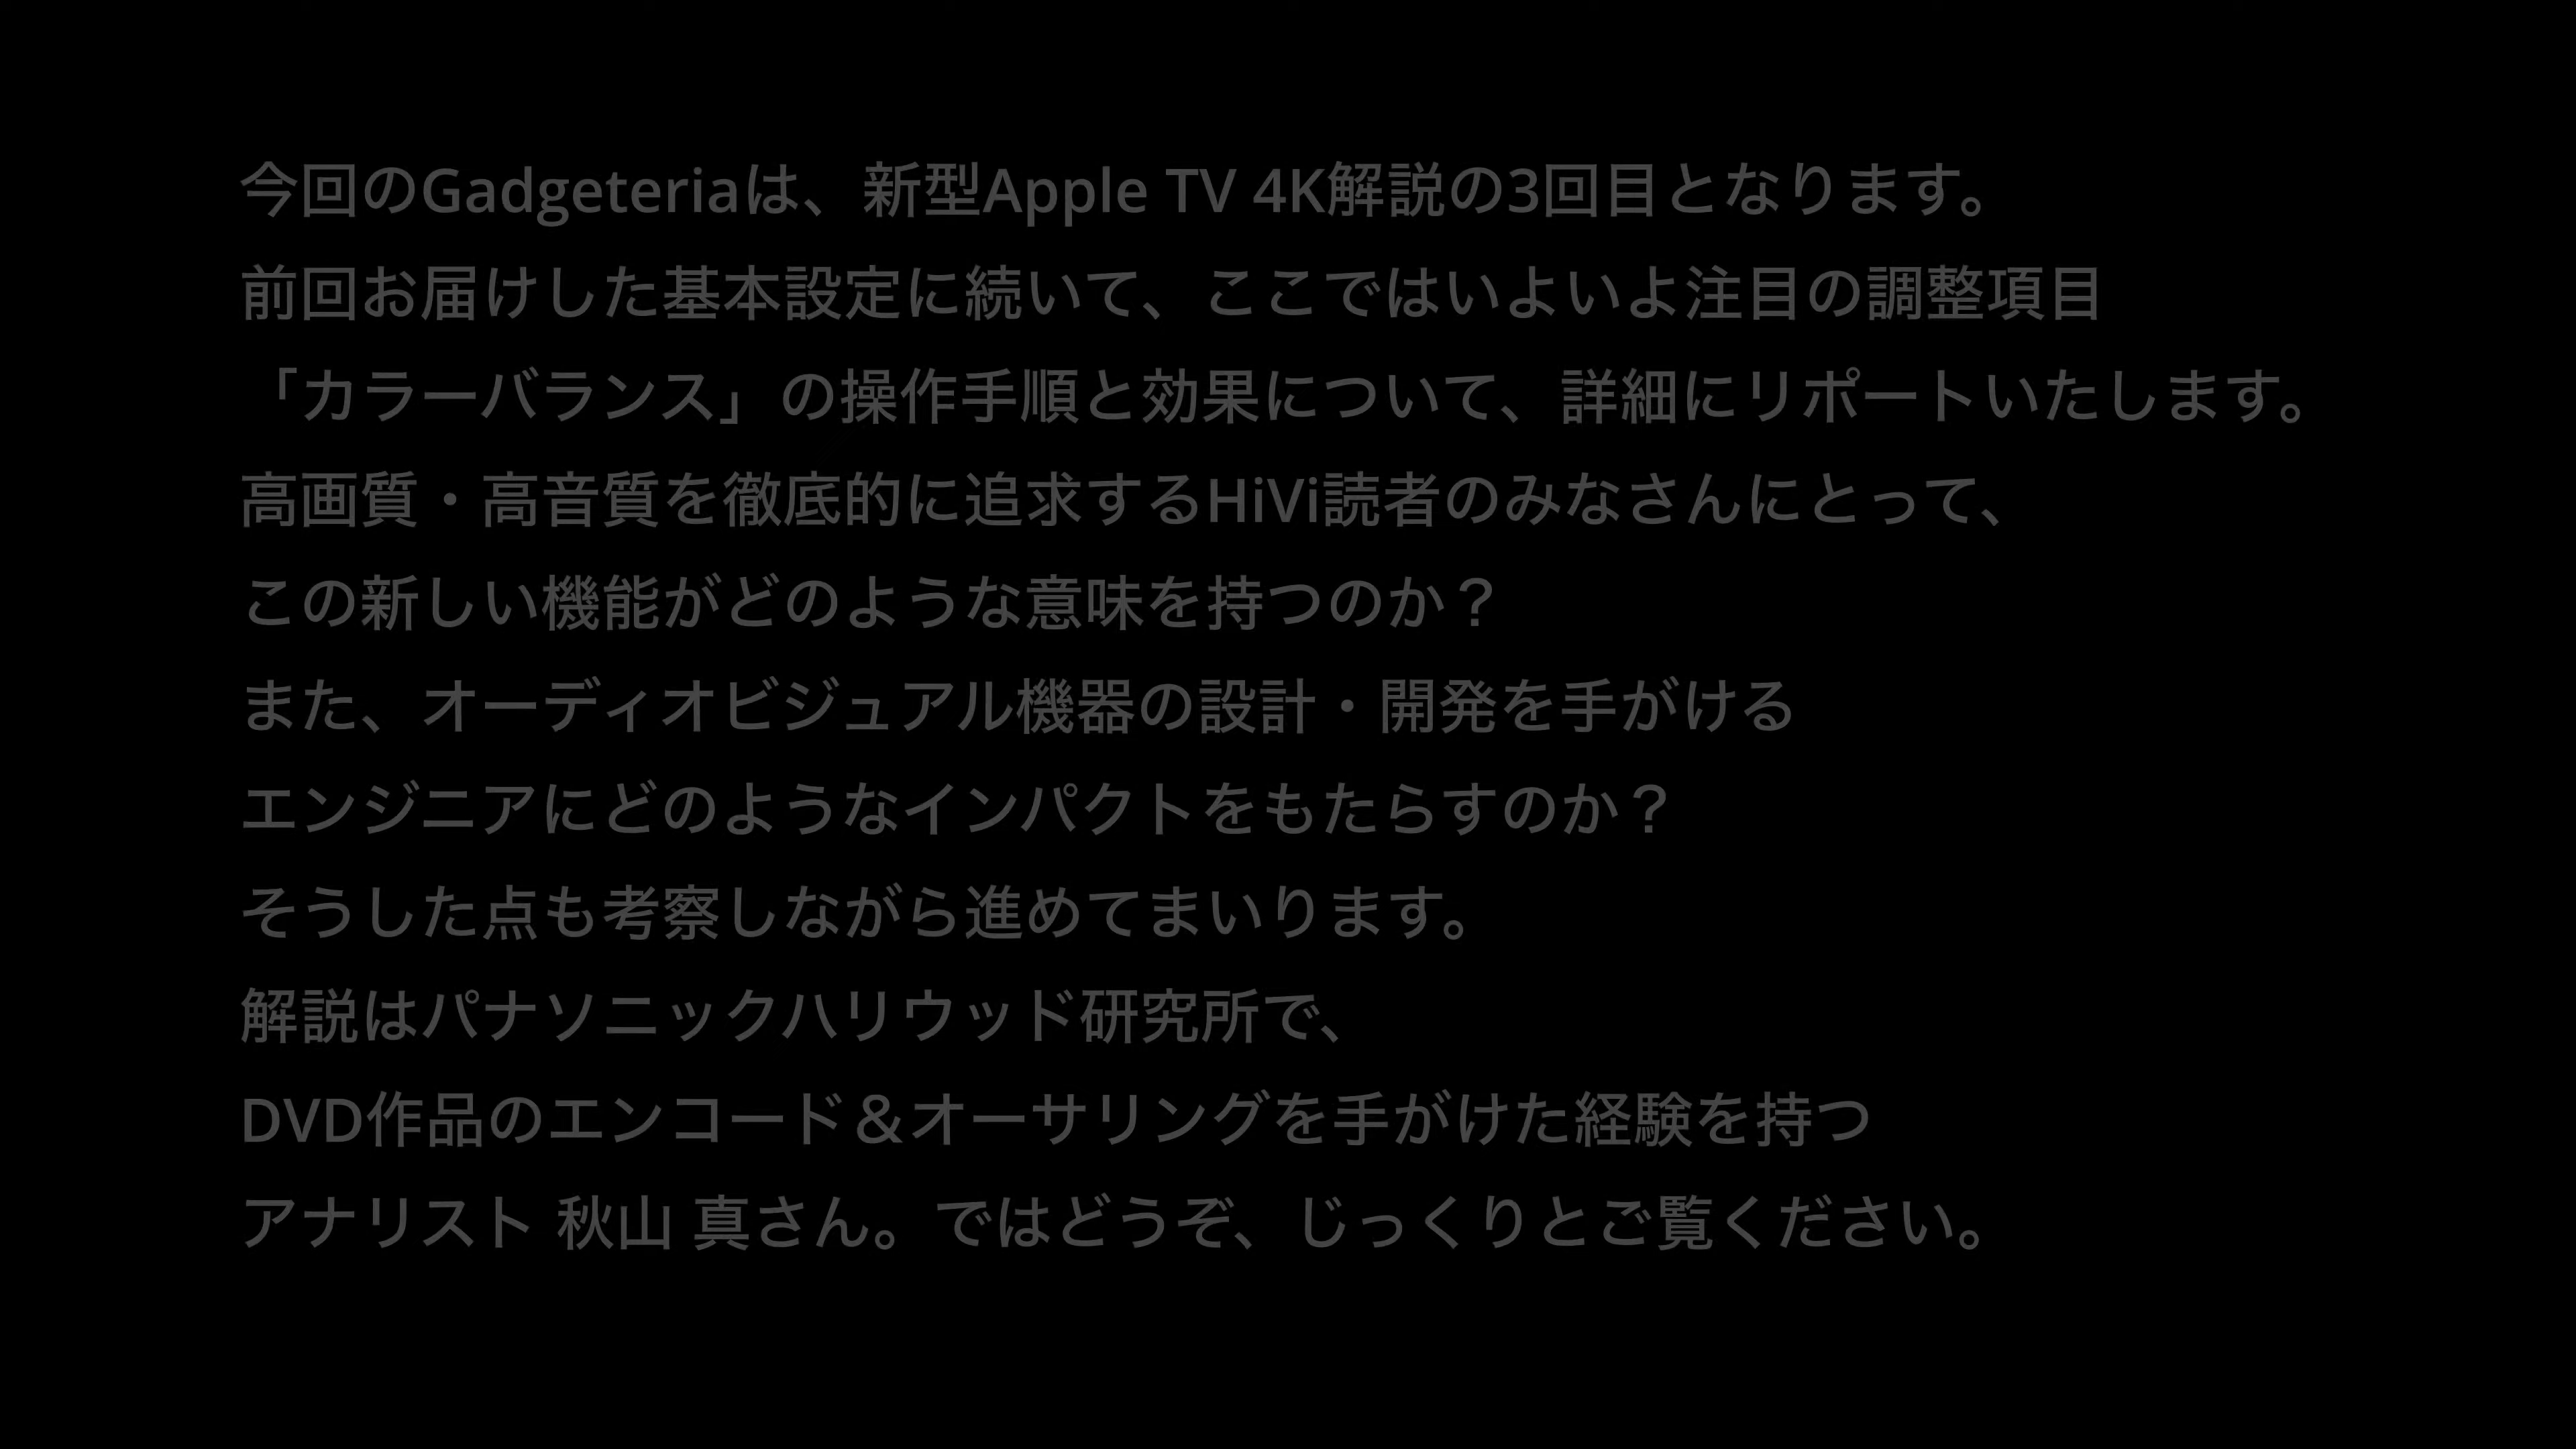 今回のGadgeteriaは、新型Apple TV 4K解説の3回目となります。
前回お届けした基本設定に続いて、ここではいよいよ注目の調整項目
「カラーバランス」の操作手順と効果について、詳細にリポートいたします。
高画質・高音質を徹底的に追求するHiVi読者のみなさんにとって、
この新しい機能がどのような意味を持つのか？
また、オーディオビジュアル機器の設計・開発を手がける
エンジニアにどのようなインパクトをもたらすのか？
そうした点も考察しながら進めてまいります。
解説はパナソニックハリウッド研究所で、
DVD作品のエンコード＆オーサリングを手がけた経験を持つ
アナリスト 秋山 真さん。ではどうぞ、じっくりとご覧ください。